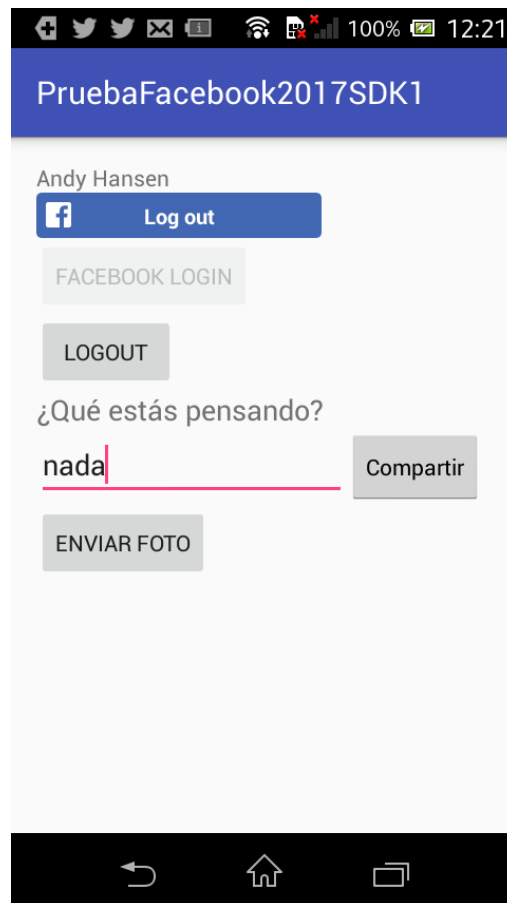 100% 12:21
PruebaFacebook2017SDK1
Andy Hansen
Log out
FACEBOOK LOGIN
LOGOUT
¿Qué estás pensando?
nada Compartir
ENVIAR FOTO